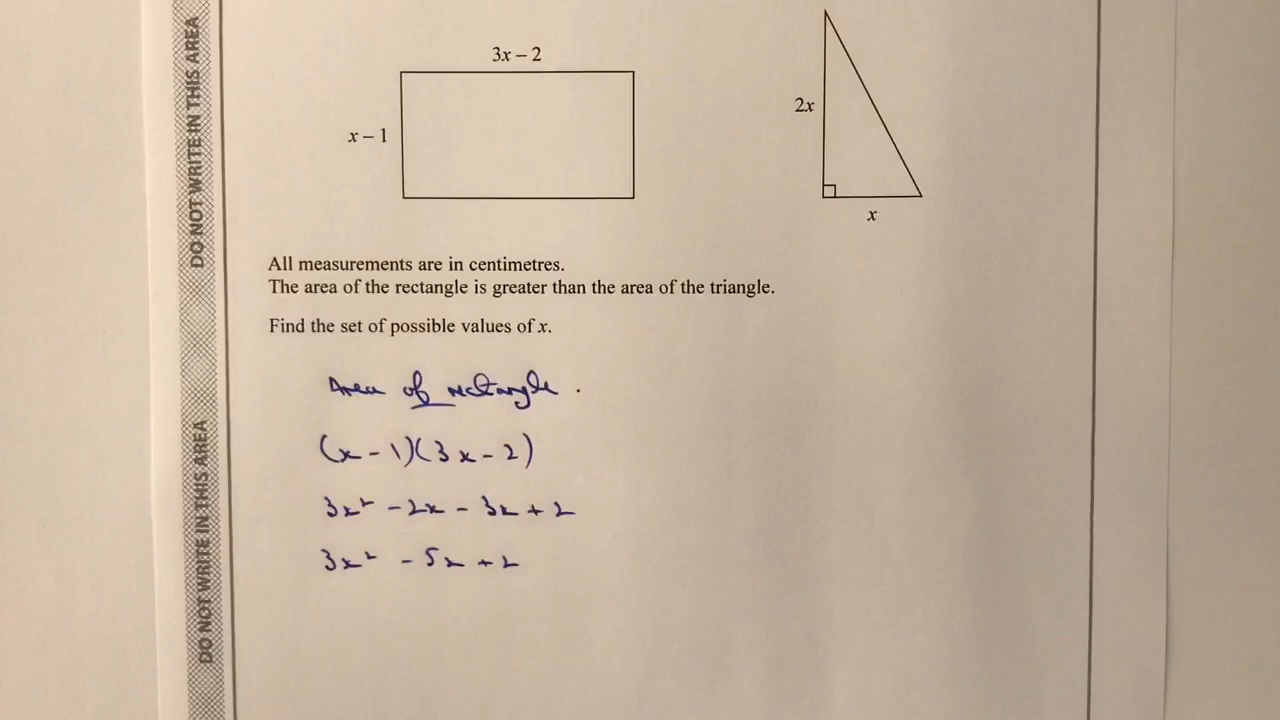 DO NOT WRITE IN THIS AREA
DO NOT WRITE IN THIS AREA
3x – 2
x – 1
2x
x
All measurements are in centimetres.
The area of the rectangle is greater than the area of the triangle.
Find the set of possible values of x.
Area of rectangle .
(x - 1)(3x - 2)
3x² - 2x - 3x + 2
3x² - 5x + 2